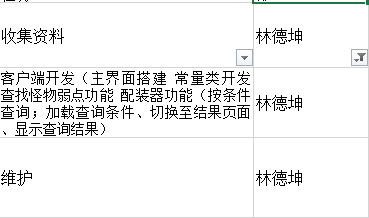 收集资料 林德坤
客户端开发（主界面搭建 常量类开发
查找怪物弱点功能 配装器功能（按条件
查询；加载查询条件、切换至结果页面
、显示查询结果） 林德坤
维护 林德坤